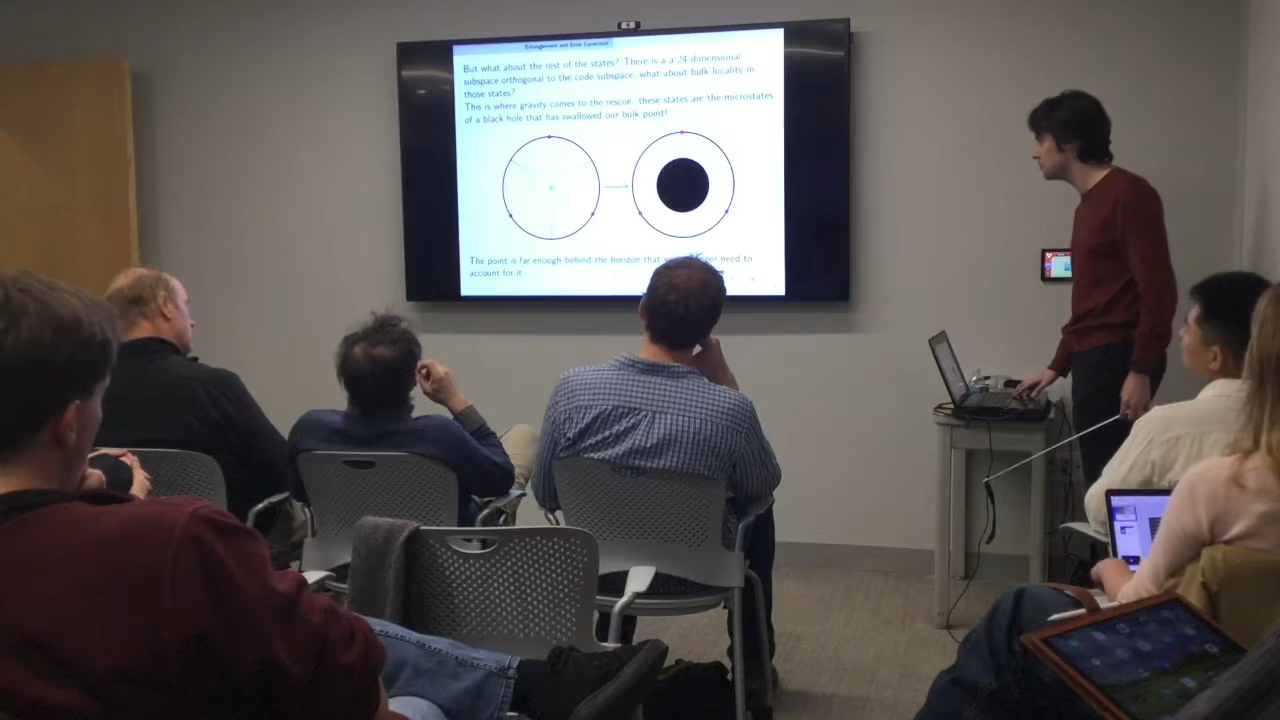 Entanglement and Error Correction
But what about the rest of the states? There is a a 24-dimensional
subspace orthogonal to the code subspace, what about bulk locality in
those states?
This is where gravity comes to the rescue: these states are the microstates
of a black hole that has swallowed our bulk point!
The point is far enough behind the horizon that need to
account for it.